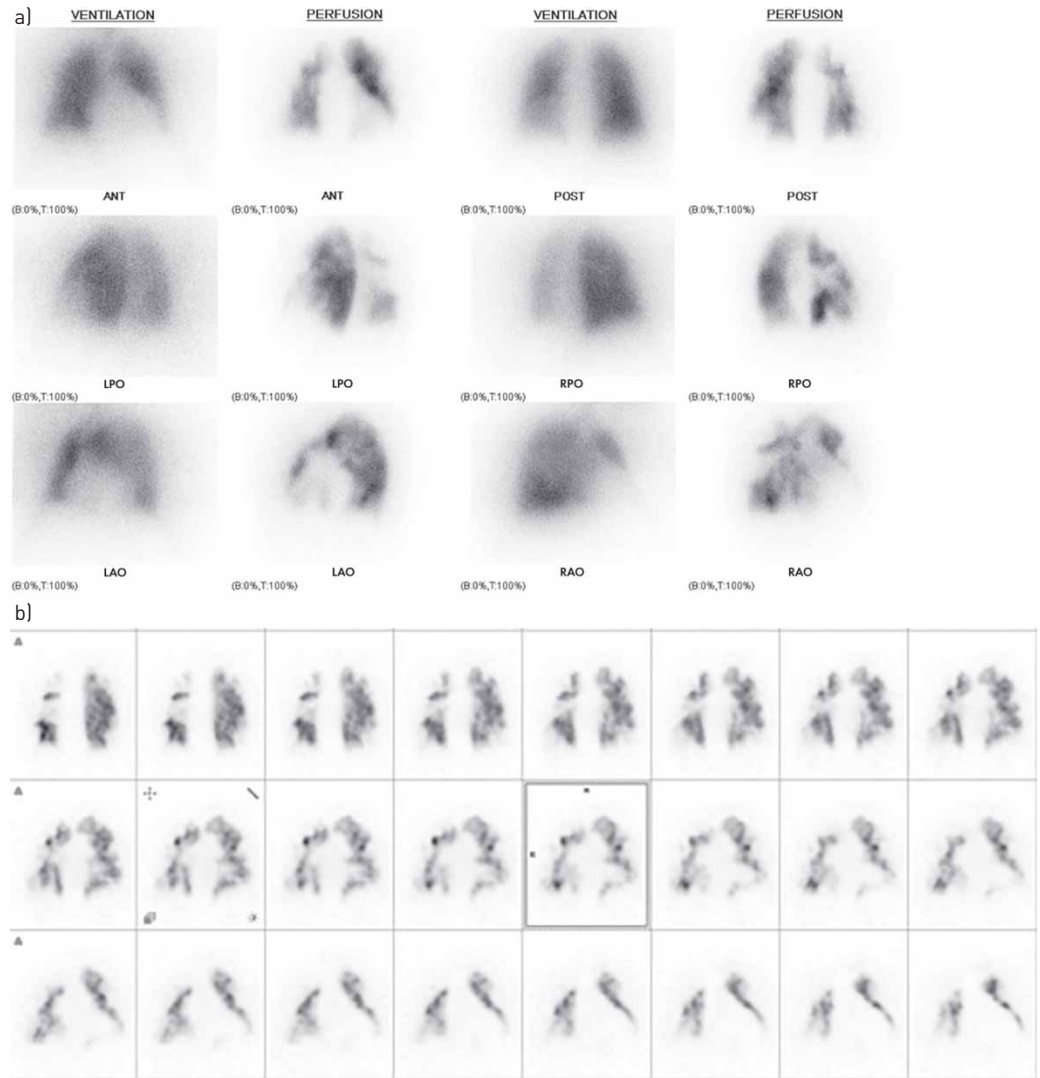 a)
VENTILATION PERFUSION VENTILATION PERFUSION
ANT ANT POST POST
(B:0%,T:100%) (B:0%,T:100%) (B:0%,T:100%) (B:0%,T:100%)
LPO LPO RPO RPO
(B:0%,T:100%) (B:0%,T:100%) (B:0%,T:100%) (B:0%,T:100%)
LAO LAO RAO RAO
(B:0%,T:100%) (B:0%,T:100%) (B:0%,T:100%) (B:0%,T:100%)
b)